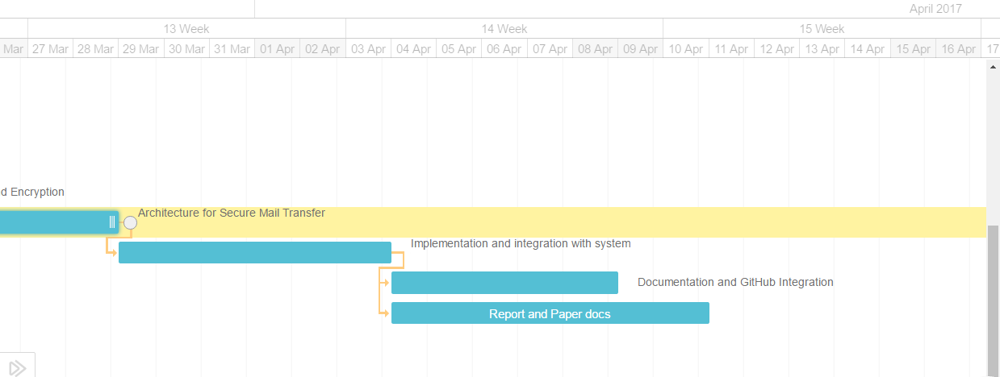 April 2017
13 Week 14 Week 15 Week
Mar 27 Mar 28 Mar 29 Mar 30 Mar 31 Mar 01 Apr 02 Apr 03 Apr 04 Apr 05 Apr 06 Apr 07 Apr 08 Apr 09 Apr 10 Apr 11 Apr 12 Apr 13 Apr 14 Apr 15 Apr 16 Apr 17
d Encryption
Architecture for Secure Mail Transfer
Implementation and integration with system
Documentation and GitHub Integration
Report and Paper docs